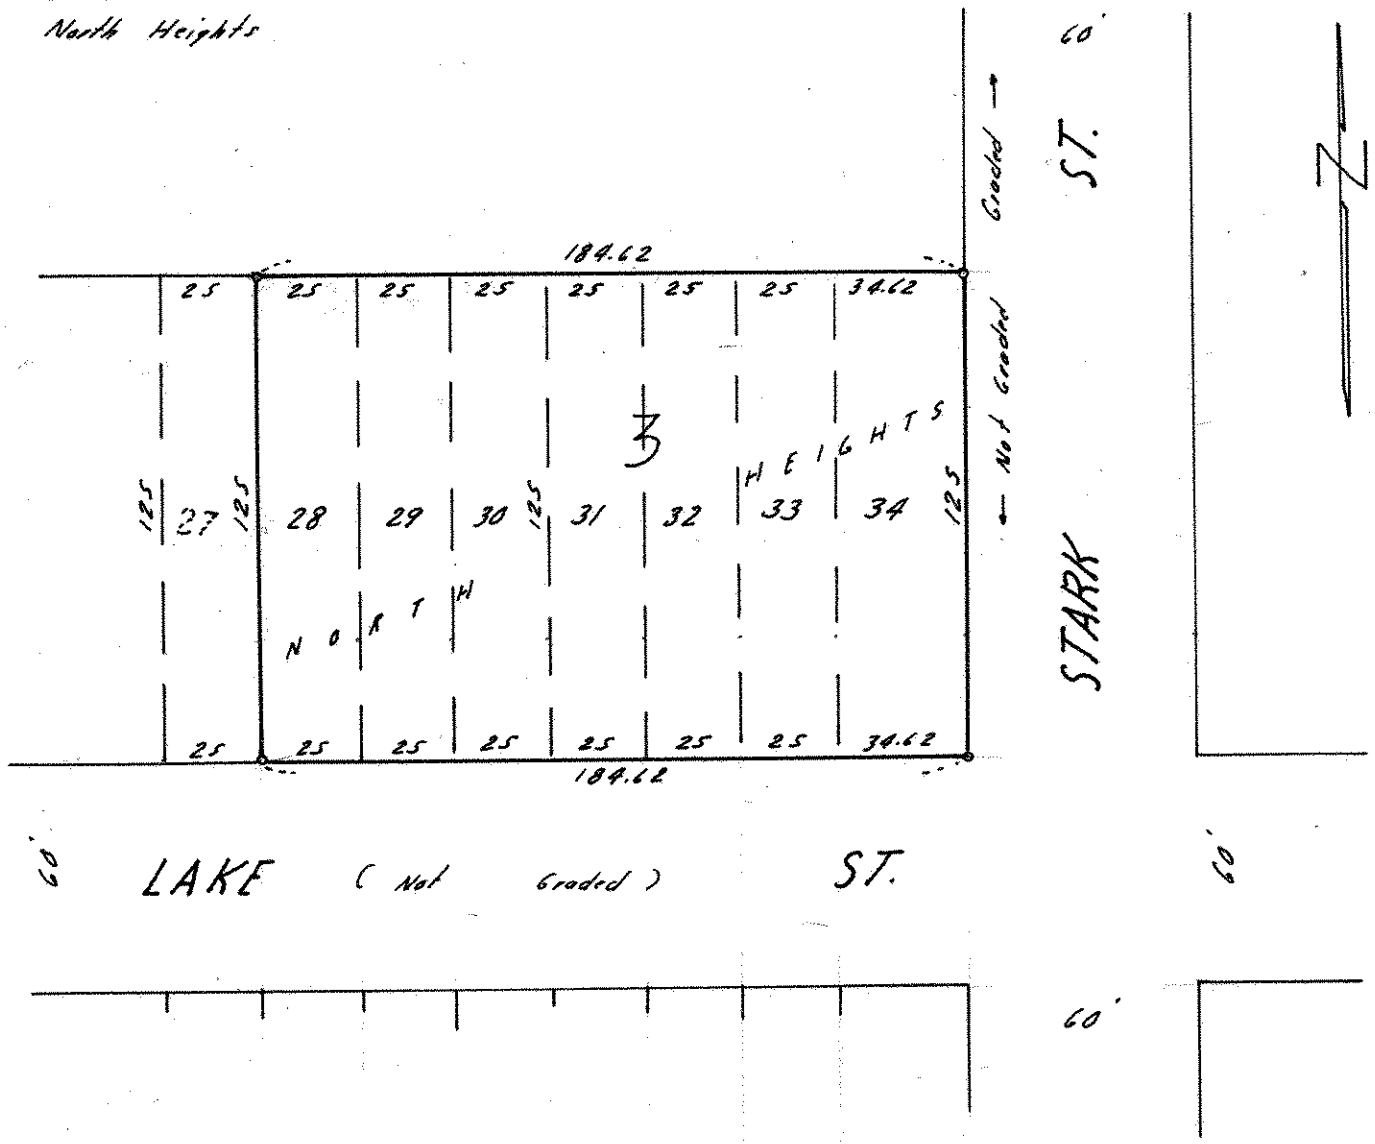 North Heights
60'
Graded →
ST.
N
184.62
25 25 25 25 25 25 25 34.62
← Not Graded
3
HEIGHTS
125 27 125 28 29 30 125 31 32 33 34 125
NORTH
STARK
25 25 25 25 25 25 25 34.62
184.62
60' LAKE (Not Graded) ST. 60'
60'